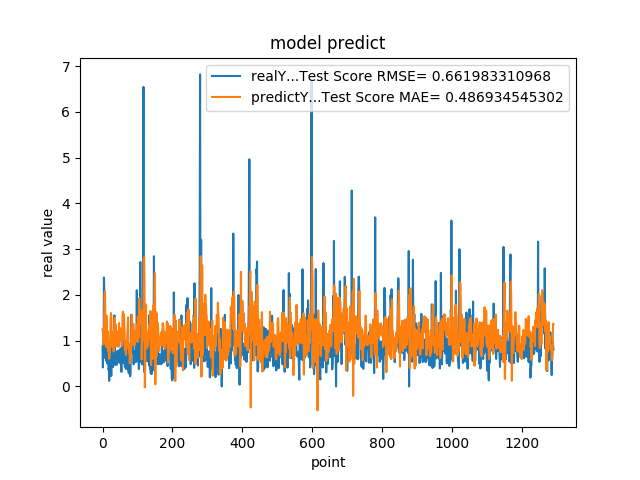 model predict
realY...Test Score RMSE= 0.661983310968
predictY...Test Score MAE= 0.486934545302
7
6
5
4
3
2
1
0
real value
0 200 400 600 800 1000 1200
point